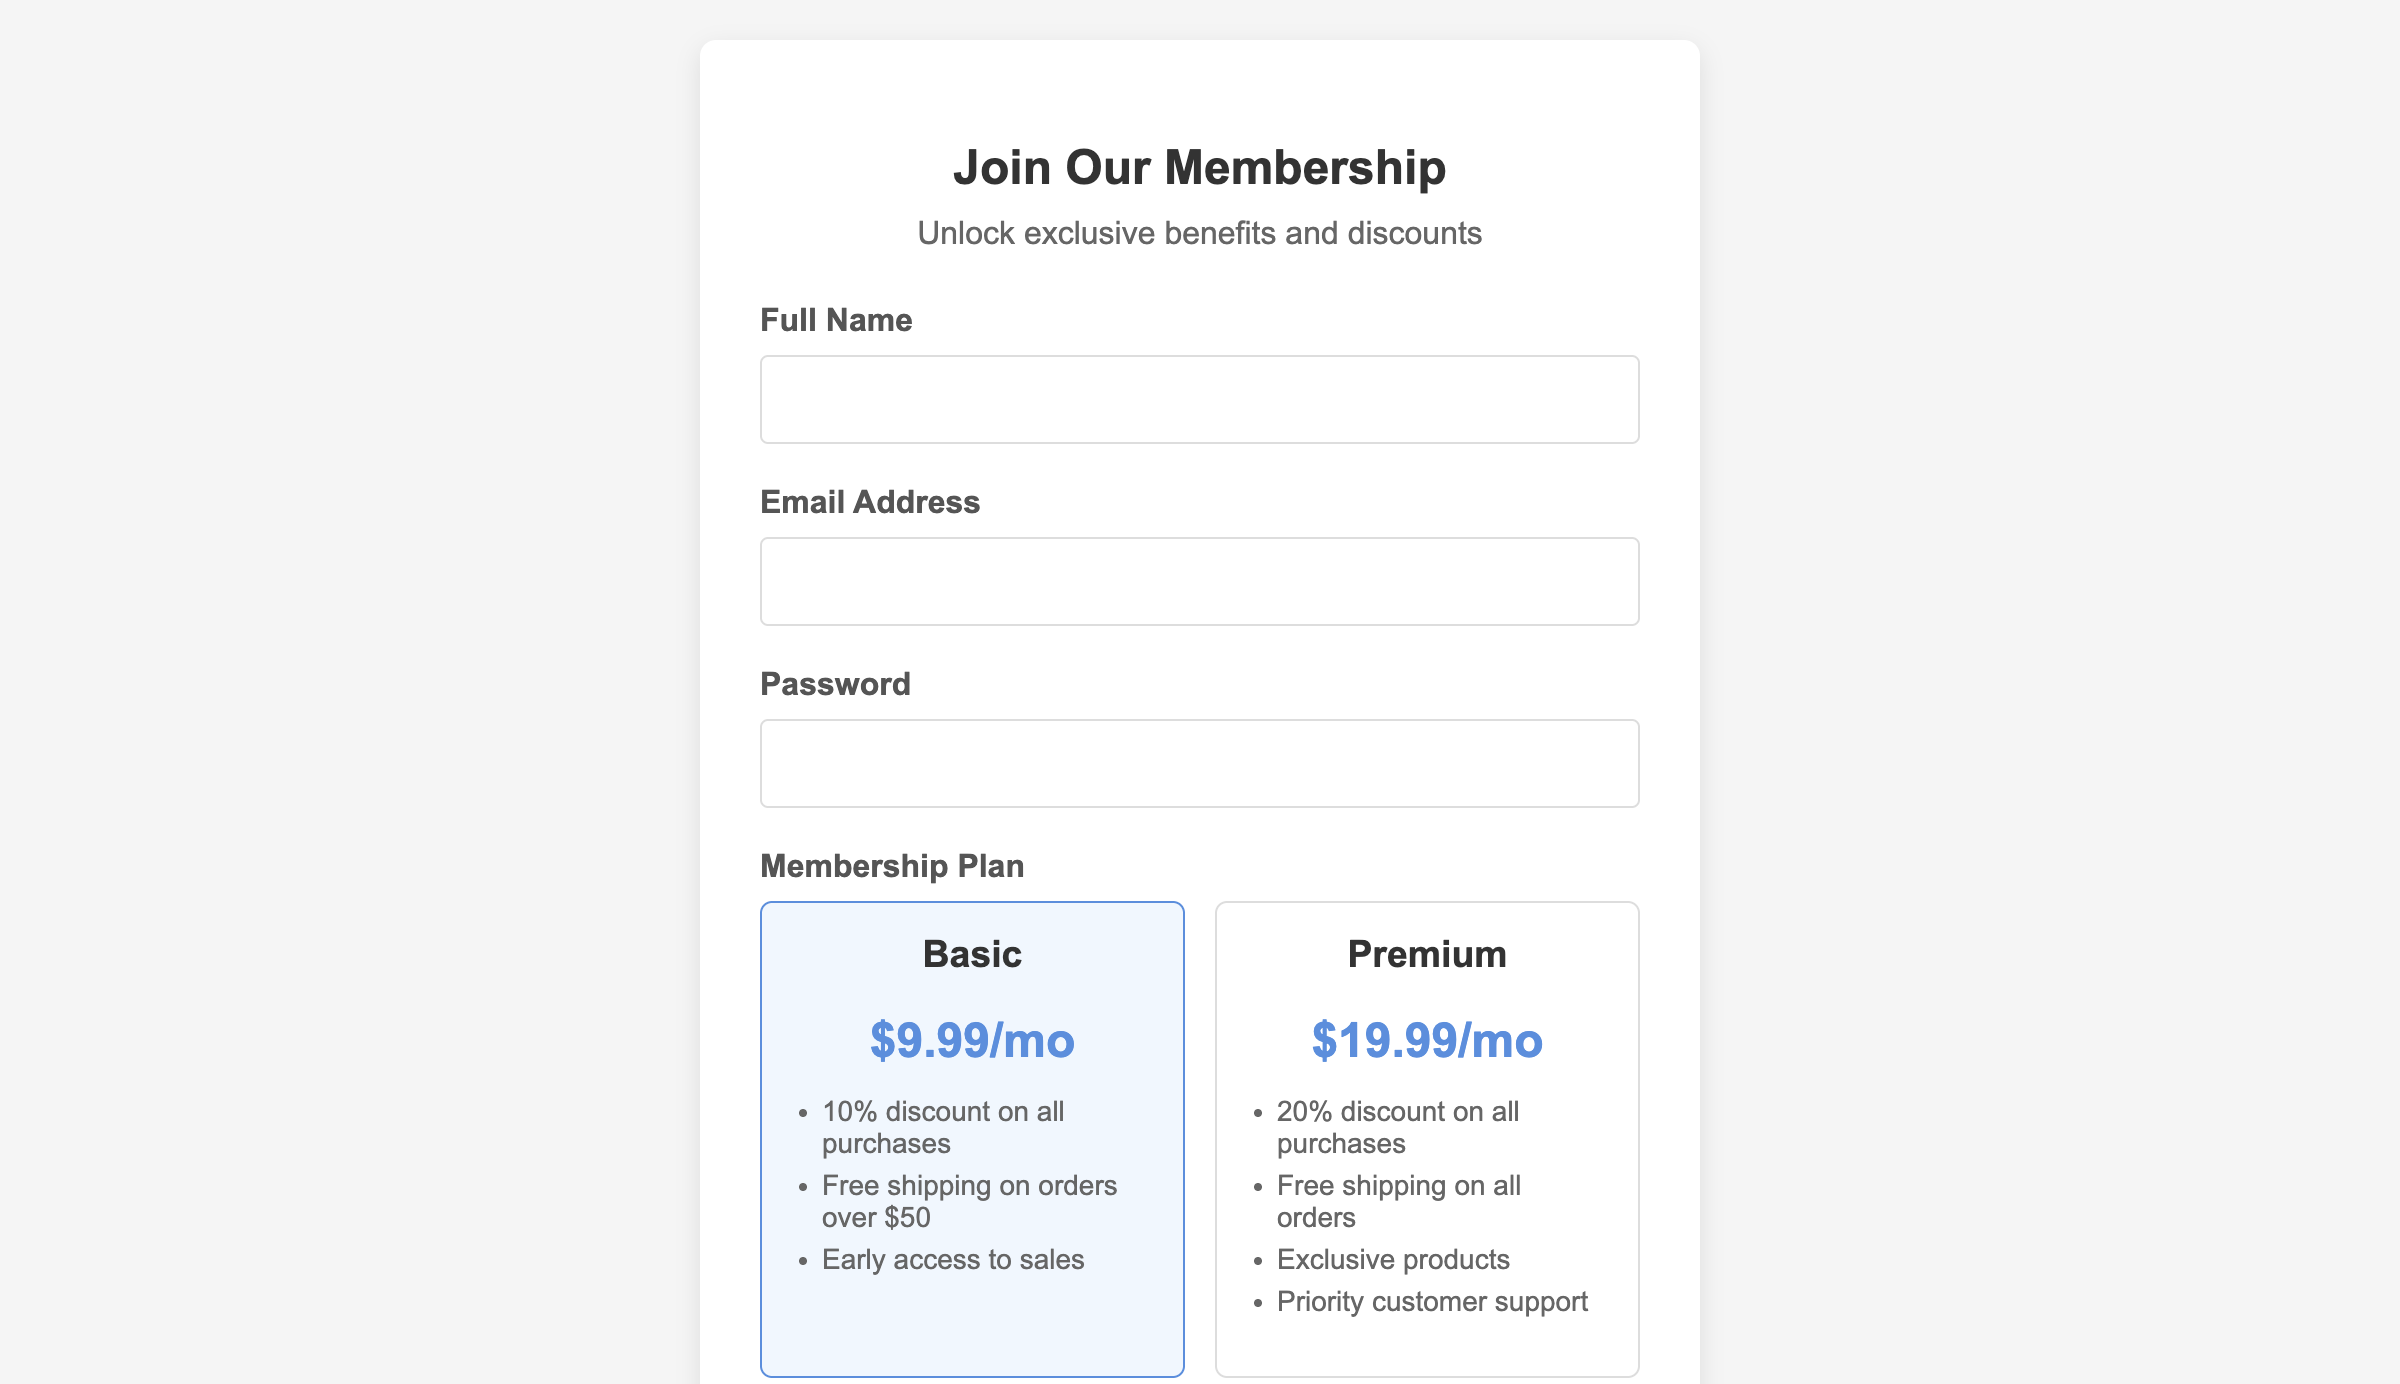 Join Our Membership
Unlock exclusive benefits and discounts
Full Name
Email Address
Password
Membership Plan
Basic
$9.99/mo
• 10% discount on all
purchases
• Free shipping on orders
over $50
• Early access to sales
Premium
$19.99/mo
• 20% discount on all
purchases
• Free shipping on all
orders
• Exclusive products
• Priority customer support